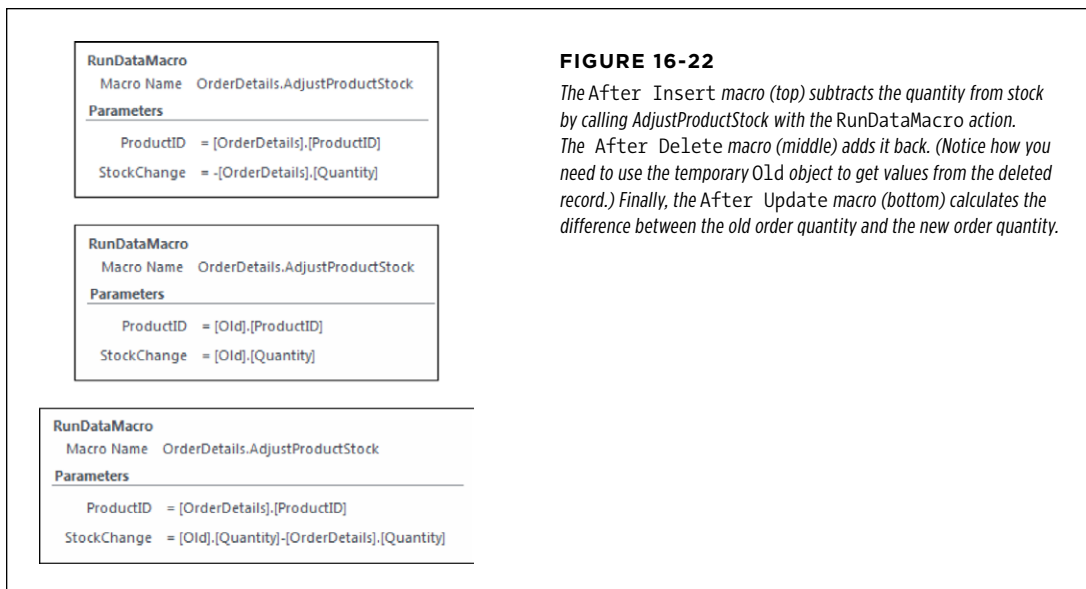 RunDataMacro
Macro Name OrderDetails.AdjustProductStock
Parameters
ProductID = [OrderDetails].[ProductID]
StockChange = -[OrderDetails].[Quantity]
RunDataMacro
Macro Name OrderDetails.AdjustProductStock
Parameters
ProductID = [Old].[ProductID]
StockChange = [Old].[Quantity]
RunDataMacro
Macro Name OrderDetails.AdjustProductStock
Parameters
ProductID = [OrderDetails].[ProductID]
StockChange = [Old].[Quantity]-[OrderDetails].[Quantity]
FIGURE 16-22
The After Insert macro (top) subtracts the quantity from stock
by calling AdjustProductStock with the RunDataMacro action.
The After Delete macro (middle) adds it back. (Notice how you
need to use the temporary Old object to get values from the deleted
record.) Finally, the After Update macro (bottom) calculates the
difference between the old order quantity and the new order quantity.